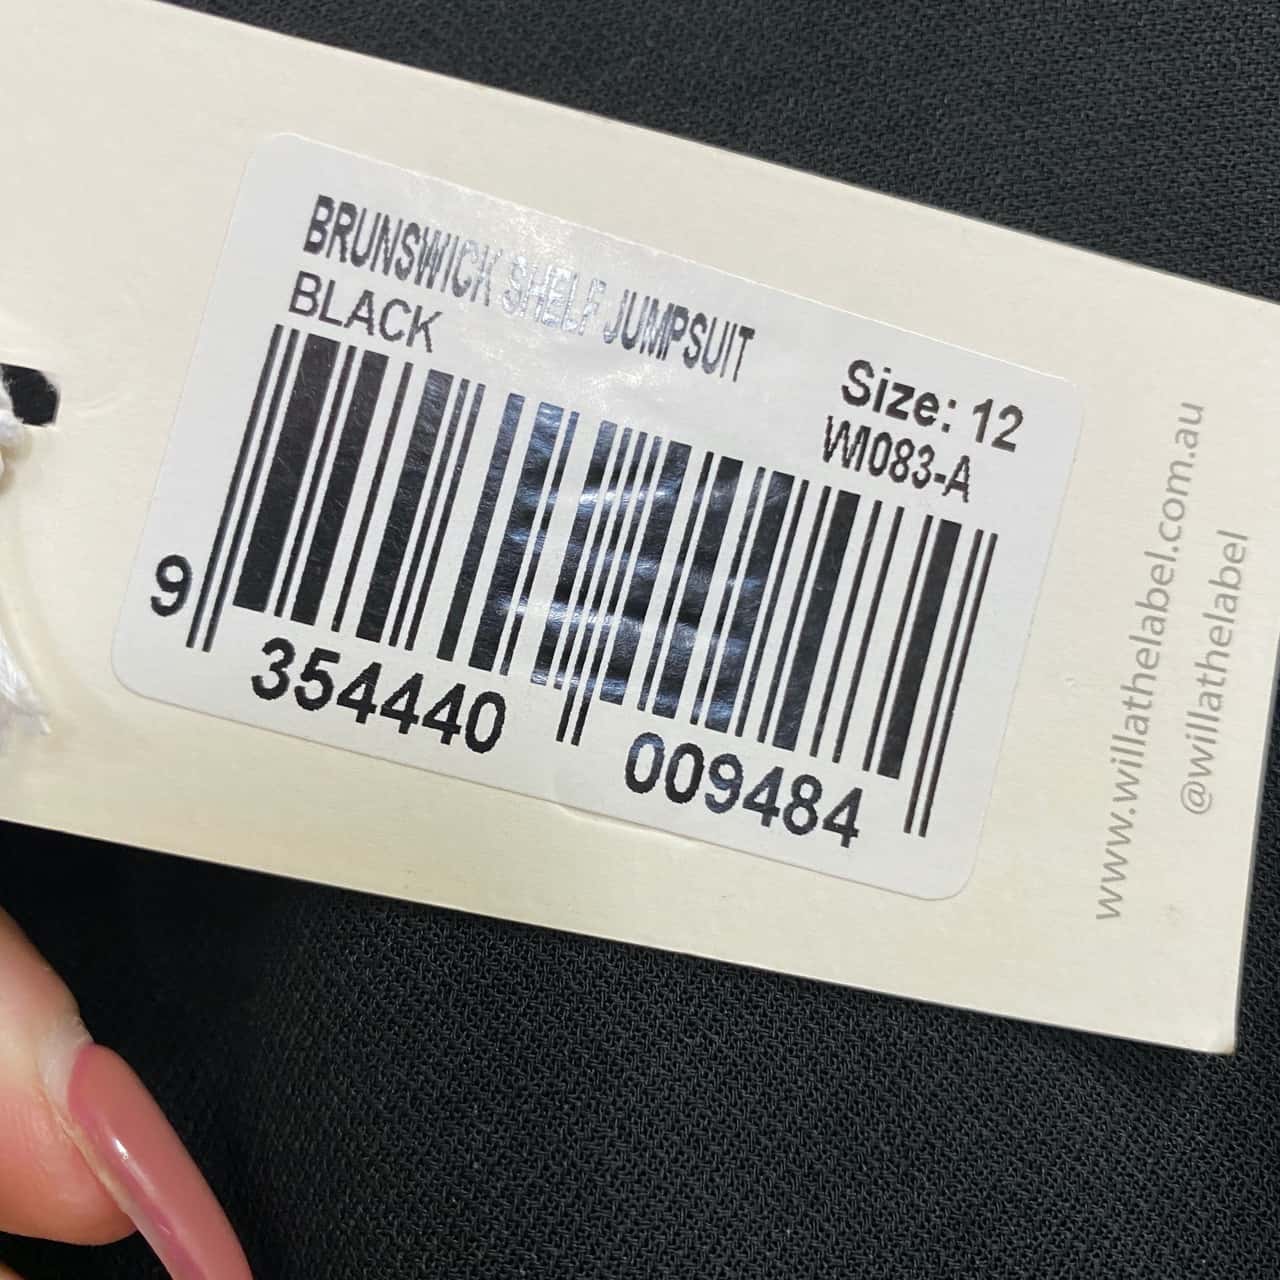 BRUNSWICK SHELF JUMPSUIT
BLACK
Size: 12
WI083-A
9 354440 009484
www.willathelabel.com.au
@willathelabel